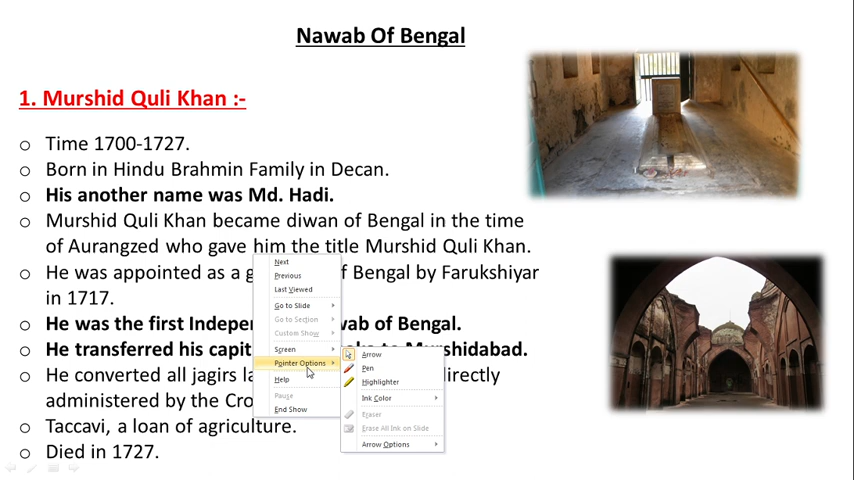 Nawab Of Bengal
1. Murshid Quli Khan :-
o Time 1700-1727.
o Born in Hindu Brahmin Family in Decan.
o His another name was Md. Hadi.
o Murshid Quli Khan became diwan of Bengal in the time
of Aurangzed who gave him the title Murshid Quli Khan.
o He was appointed as a g f Bengal by Farukshiyar
in 1717.
o He was the first Indepen wab of Bengal.
o He transferred his capit Murshidabad.
o He converted all jagirs la directly
administered by the Cro
o Taccavi, a loan of agriculture.
o Died in 1727.
Next
Previous
Last Viewed
Go to Slide
Go to Section
Custom Show
Screen
Pointer Options
Help
Pause
End Show
Arrow
Pen
Highlighter
Ink Color
Eraser
Erase All Ink on Slide
Arrow Options